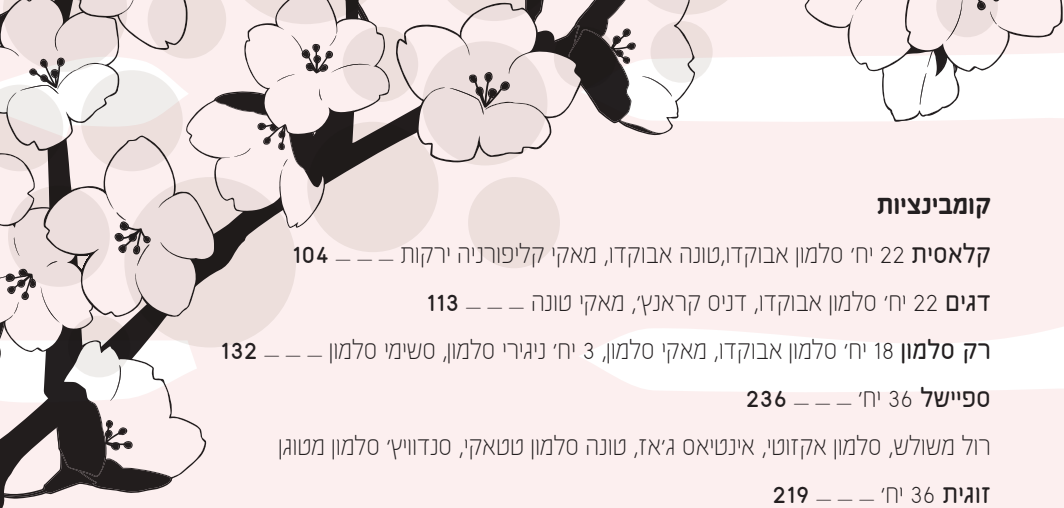 קומבינציות
קלאסית 22 יח׳ סלמון אבוקדו,טונה אבוקדו, מאקי קליפורניה ירקות _ _ _ 104
דגים 22 יח׳ סלמון אבוקדו, דניס קראנץ׳, מאקי טונה _ _ _ 113
רק סלמון 18 יח׳ סלמון אבוקדו, מאקי סלמון, 3 יח׳ ניגירי סלמון, סשימי סלמון _ _ _ 132
ספיישל 36 יח׳ _ _ _ 236
רול משולש, סלמון אקזוטי, אינטיאס ג׳אז, טונה סלמון טטאקי, סנדוויץ׳ סלמון מטוגן
זוגית 36 יח׳ _ _ _ 219